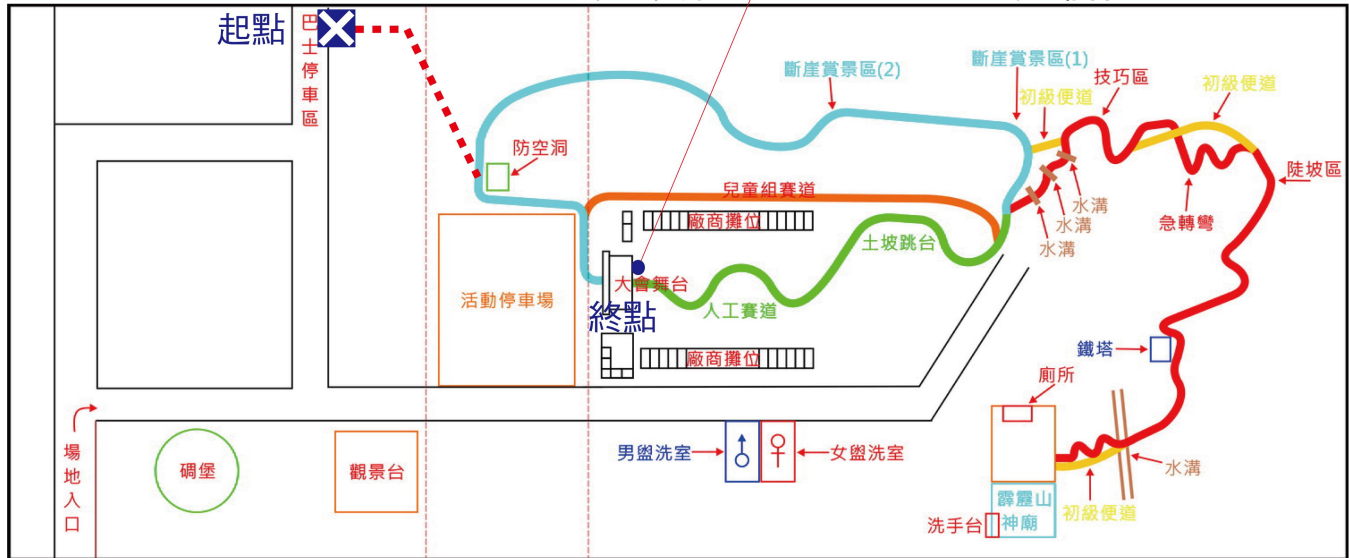 起點
巴士停車區
斷崖賞景區(2)
斷崖賞景區(1)
初級便道
技巧區
初級便道
防空洞
陡坡區
兒童組賽道
水溝
水溝
水溝
急轉彎
廠商攤位
土坡跳台
大會舞台
活動停車場
終點
人工賽道
廠商攤位
鐵塔
廁所
場地入口
碉堡
觀景台
男盥洗室
女盥洗室
水溝
霹靂山
神廟
初級便道
洗手台